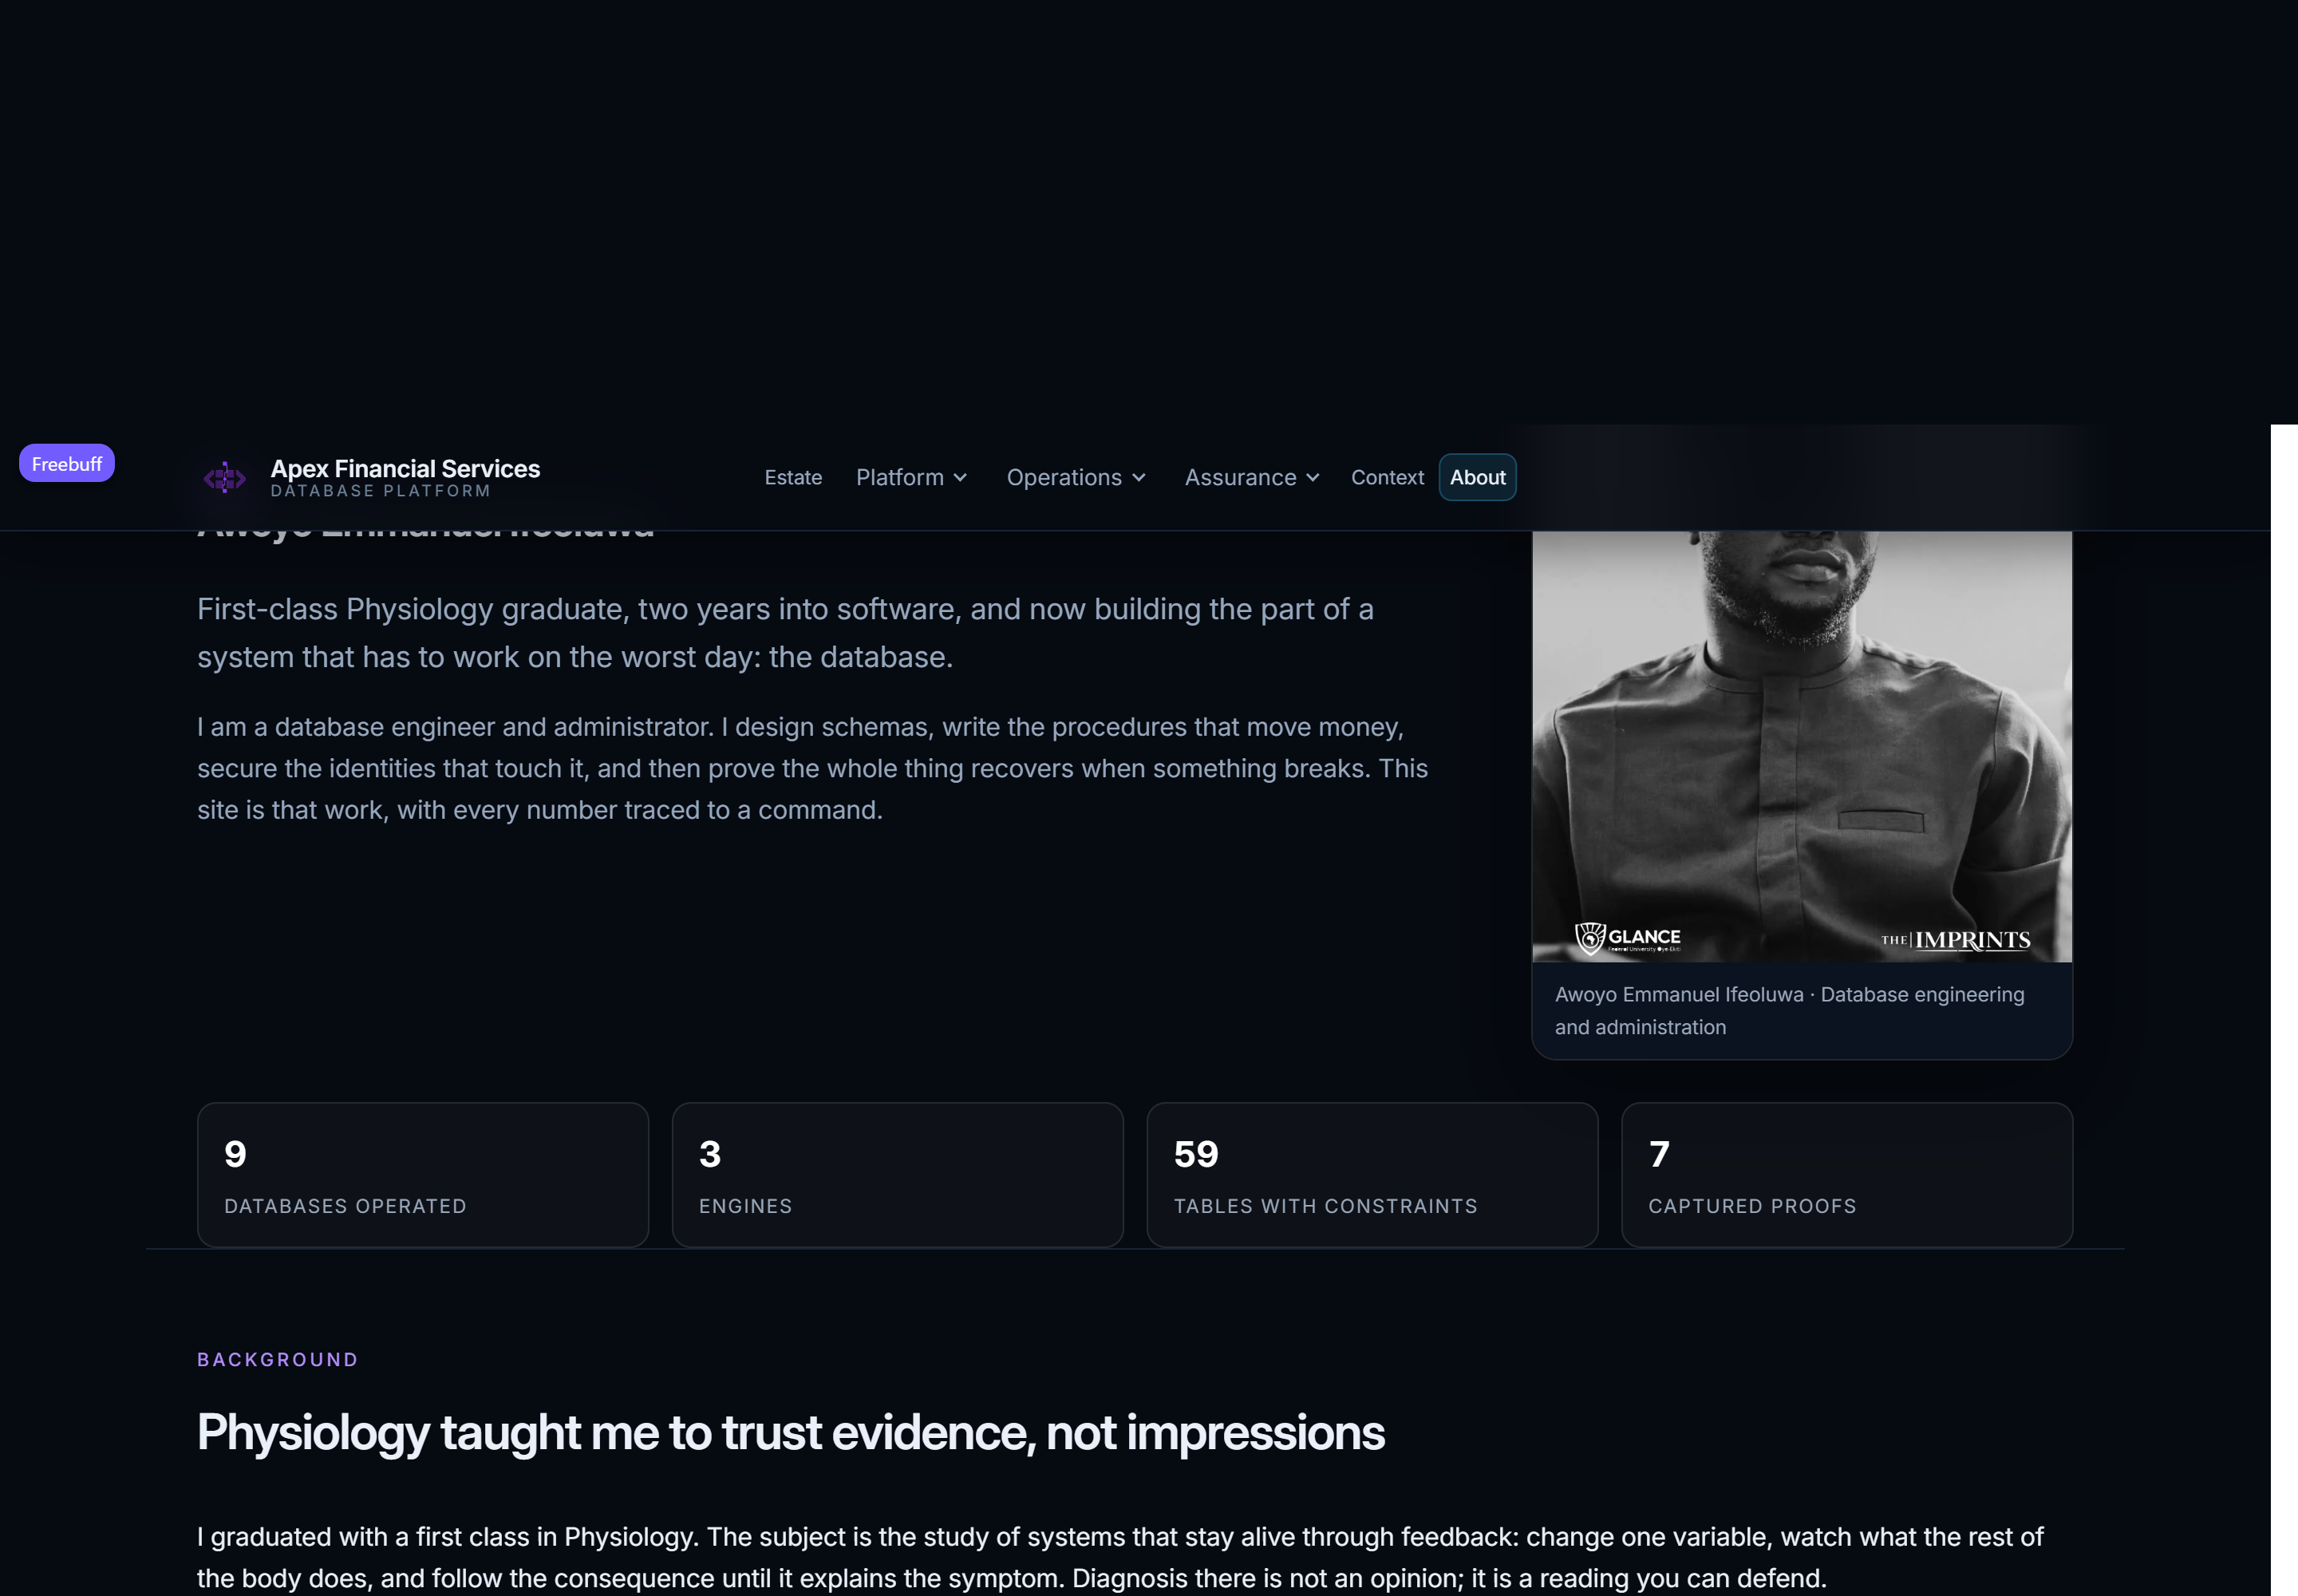 Freebuff
Apex Financial Services
DATABASE PLATFORM
Estate
Platform
Operations
Assurance
Context
About
Awoyo Emmanuel Ifeoluwa
First-class Physiology graduate, two years into software, and now building the part of a
system that has to work on the worst day: the database.
I am a database engineer and administrator. I design schemas, write the procedures that move money,
secure the identities that touch it, and then prove the whole thing recovers when something breaks. This
site is that work, with every number traced to a command.
GLANCE
Federal University Oye-Ekiti
THE IMPRINTS
Awoyo Emmanuel Ifeoluwa · Database engineering
and administration
9
DATABASES OPERATED
3
ENGINES
59
TABLES WITH CONSTRAINTS
7
CAPTURED PROOFS
BACKGROUND
Physiology taught me to trust evidence, not impressions
I graduated with a first class in Physiology. The subject is the study of systems that stay alive through feedback: change one variable, watch what the rest of
the body does, and follow the consequence until it explains the symptom. Diagnosis there is not an opinion; it is a reading you can defend.